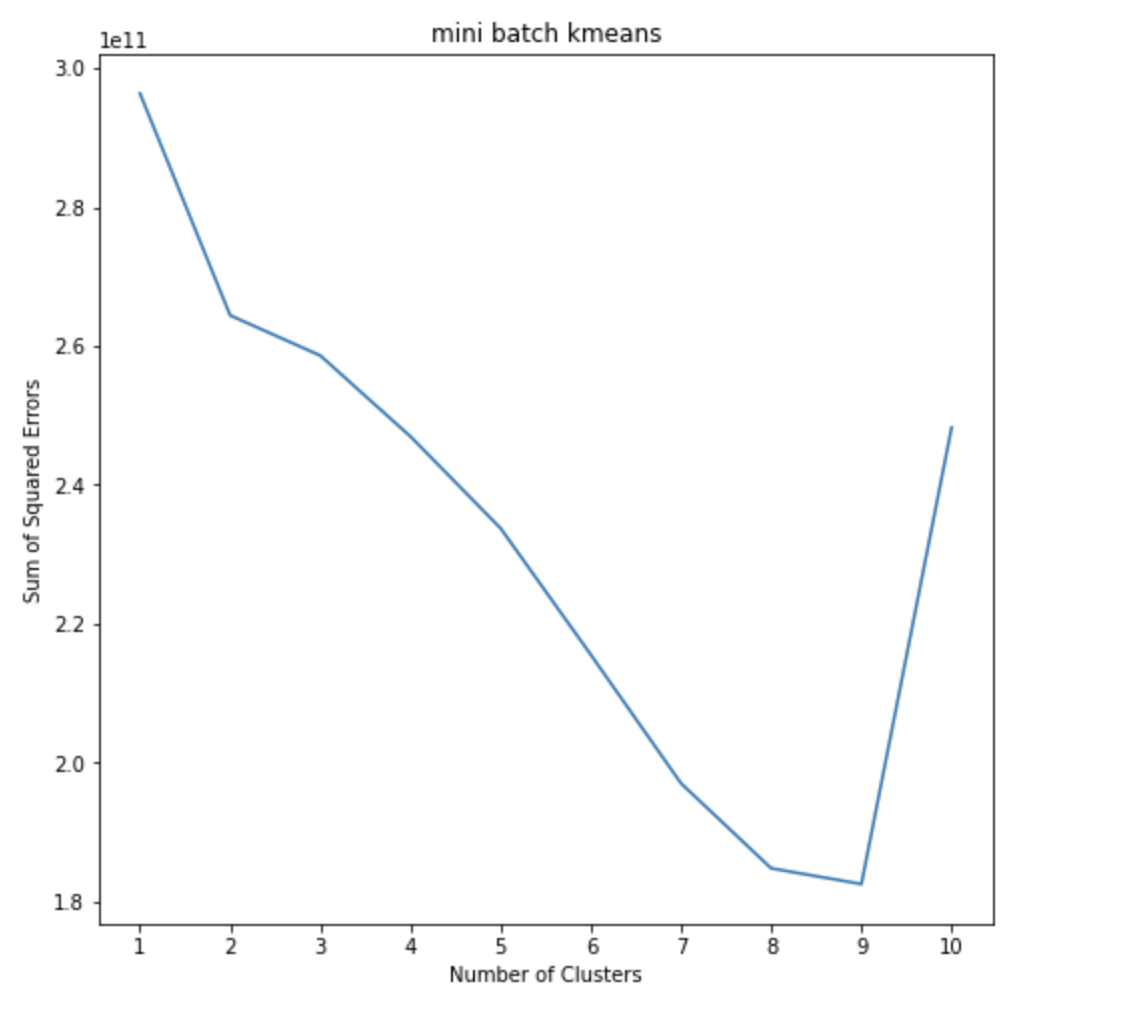 mini batch kmeans
1e11
3.0
2.8
2.6
2.4
2.2
2.0
1.8
Sum of Squared Errors
1 2 3 4 5 6 7 8 9 10
Number of Clusters